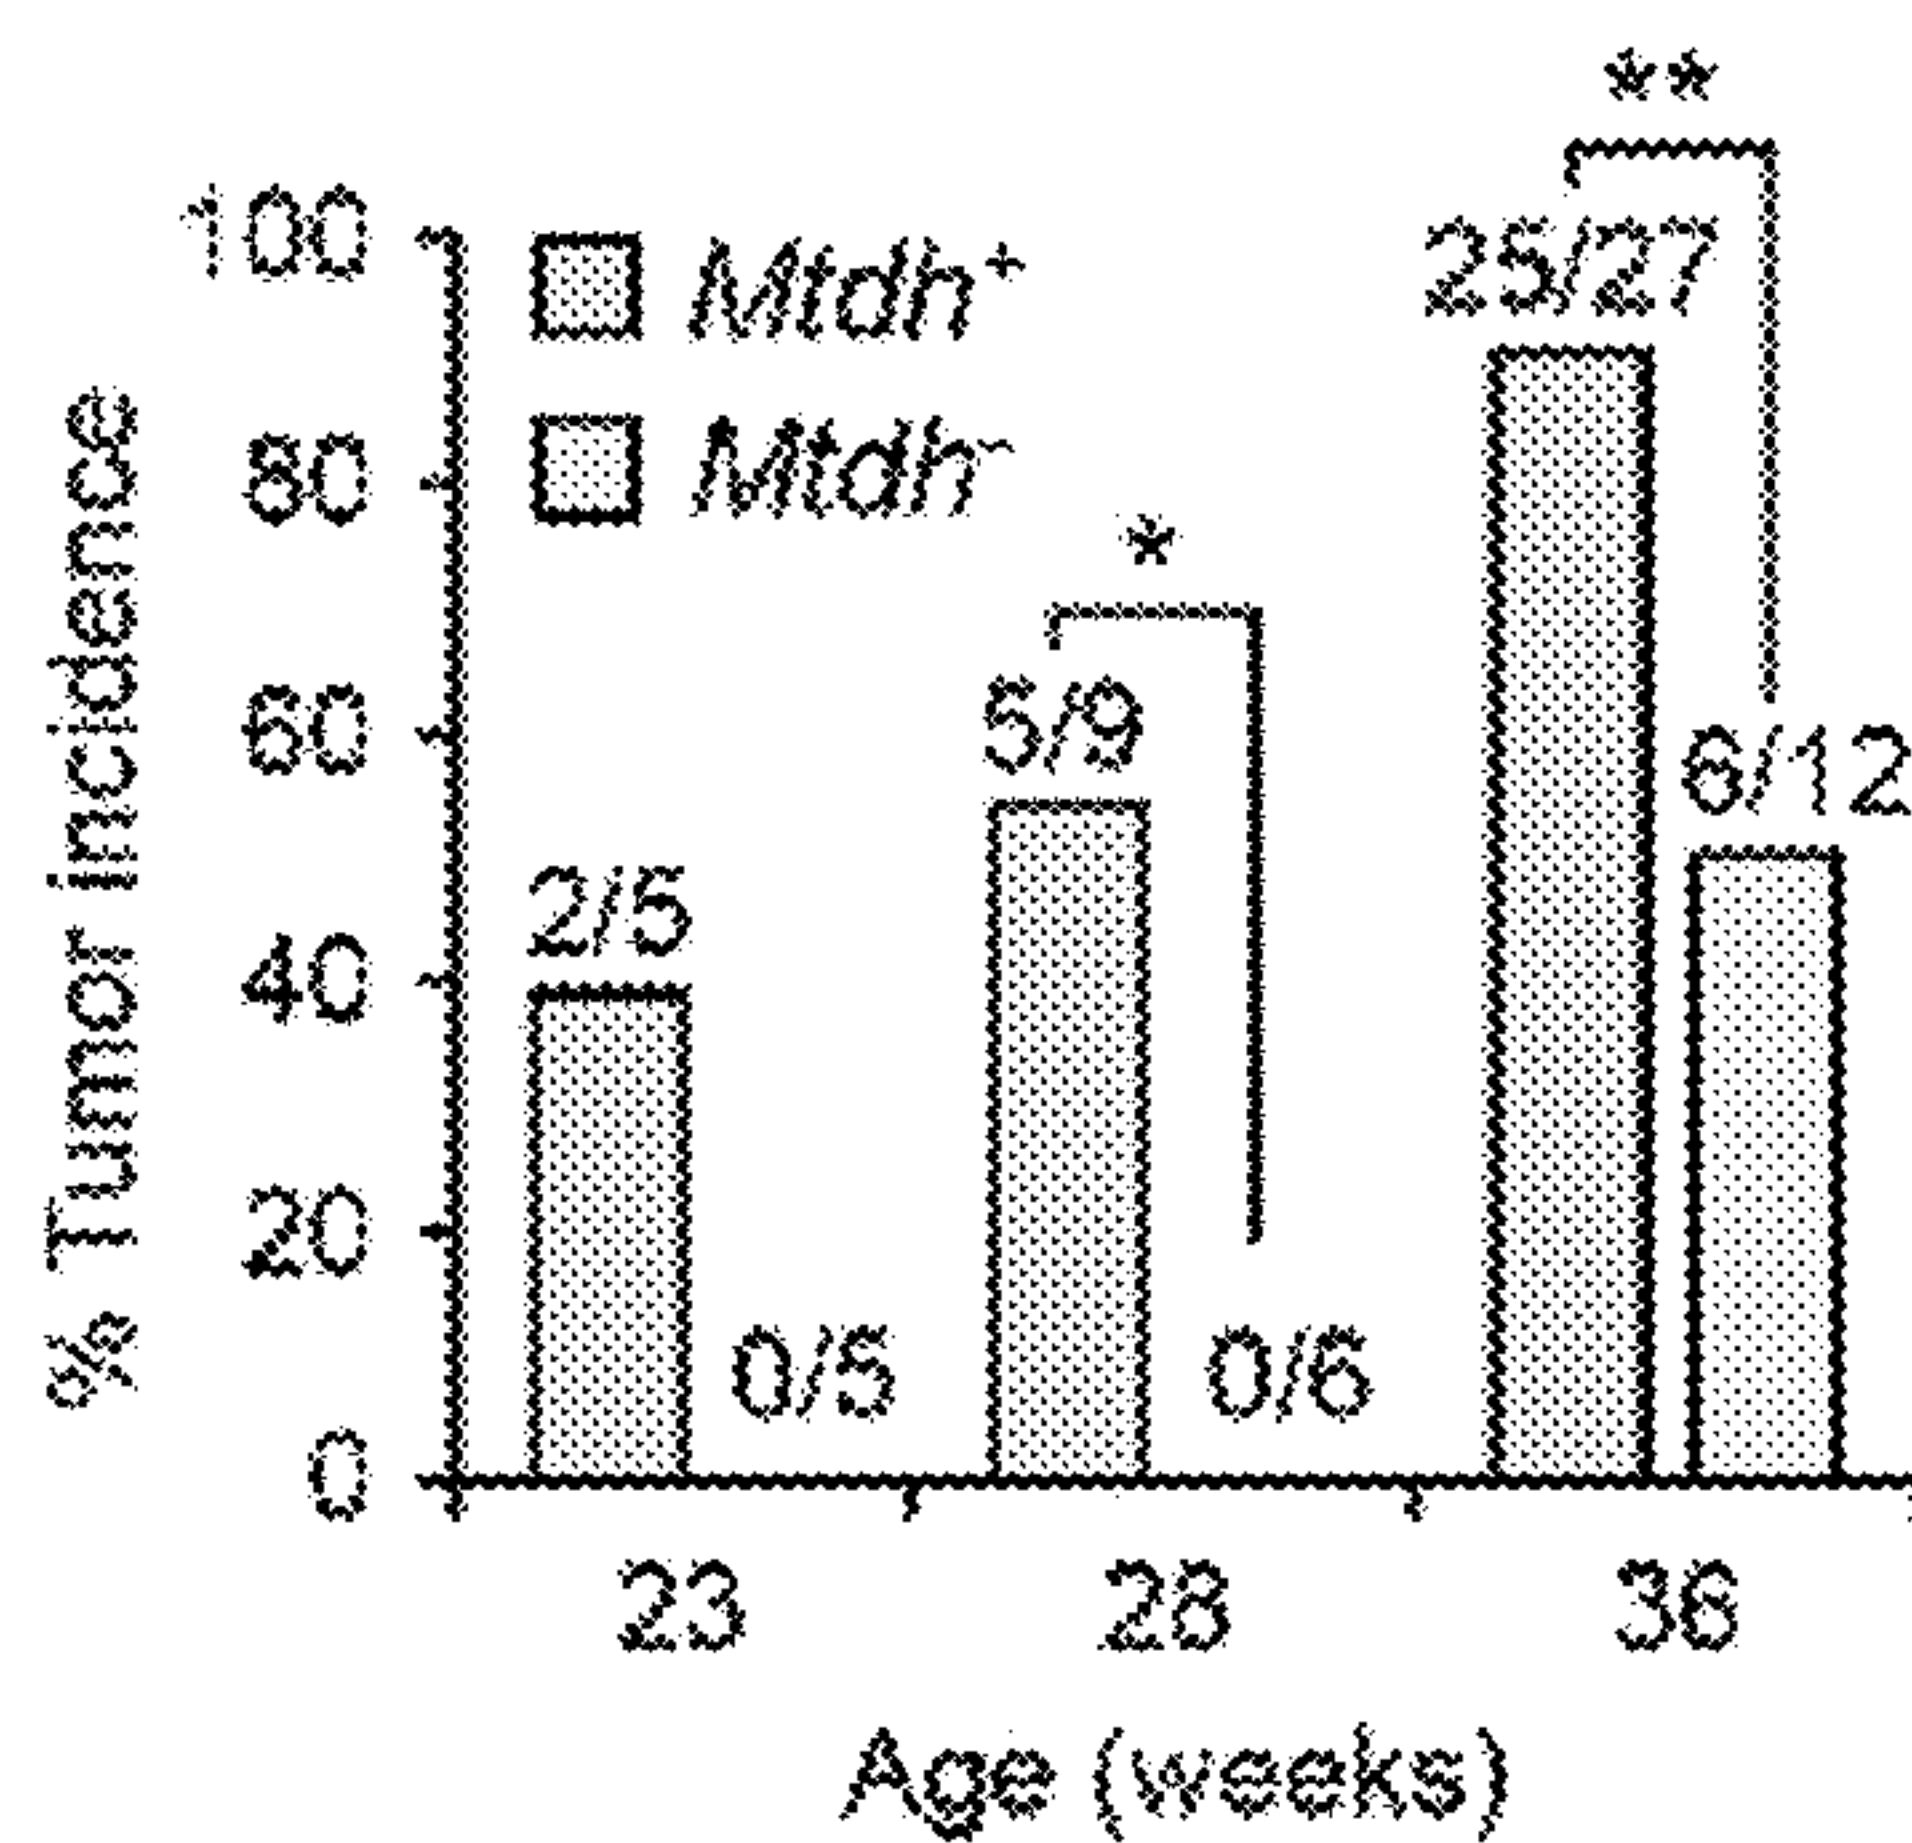 **
100
Mtdh+
25/27
80
Mtdh-
*
60
5/9
6/12
2/5
40
20
0/5
0/6
0
23 28 36
Age (weeks)
% Tumor incidence